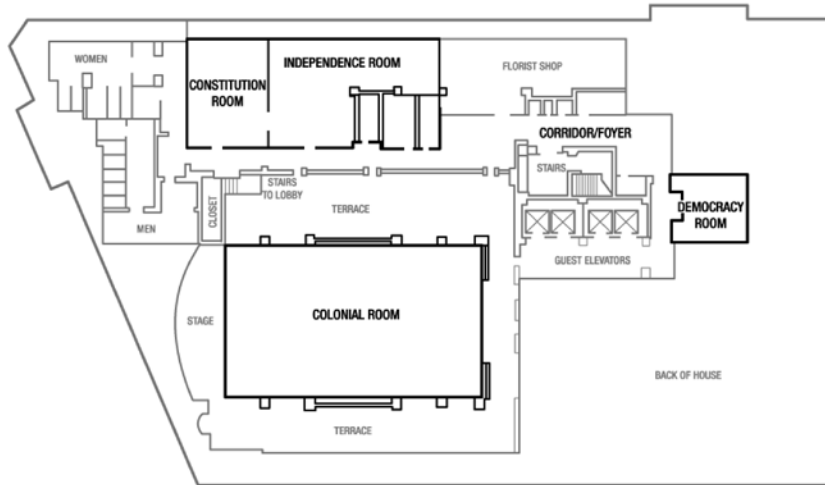 WOMEN
CONSTITUTION
ROOM
INDEPENDENCE ROOM
FLORIST SHOP
CORRIDOR/FOYER
STAIRS
STAIRS
TO LOBBY
CLOSET
TERRACE
MEN
DEMOCRACY
ROOM
GUEST ELEVATORS
STAGE
COLONIAL ROOM
BACK OF HOUSE
TERRACE